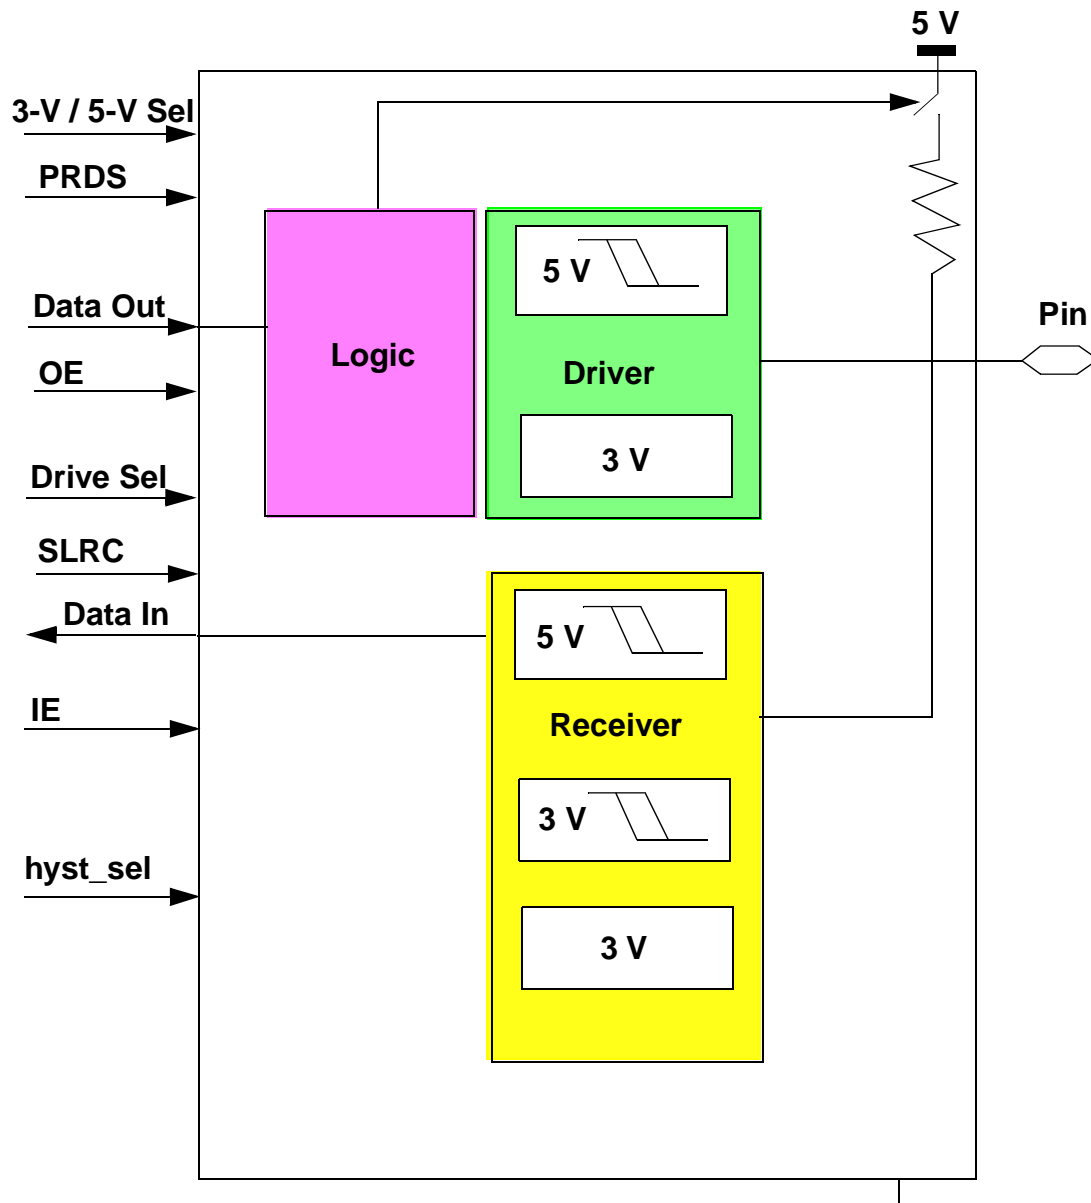 5 V
3-V / 5-V Sel
PRDS
Data Out
OE
Drive Sel
SLRC
Data In
IE
hyst_sel
Logic
5 V
Driver
3 V
Pin
5 V
Receiver
3 V
3 V